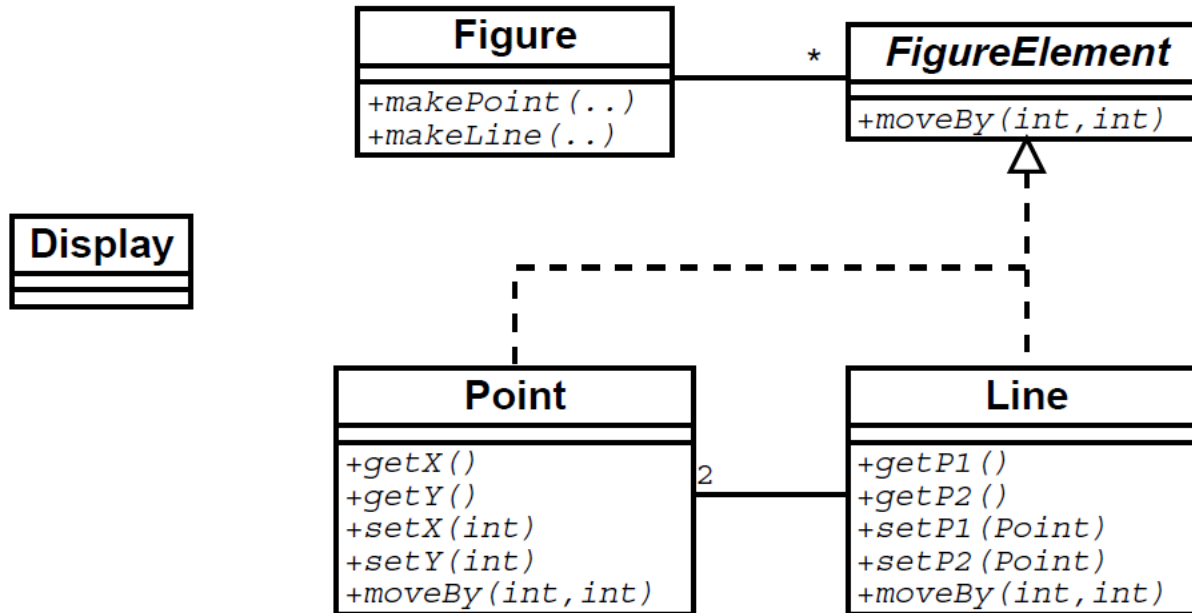 Figure
+makePoint(..)
+makeLine(..)
*
FigureElement
+moveBy(int,int)
Display
Point
+getX()
+getY()
+setX(int)
+setY(int)
+moveBy(int,int)
2
Line
+getP1()
+getP2()
+setP1(Point)
+setP2(Point)
+moveBy(int,int)